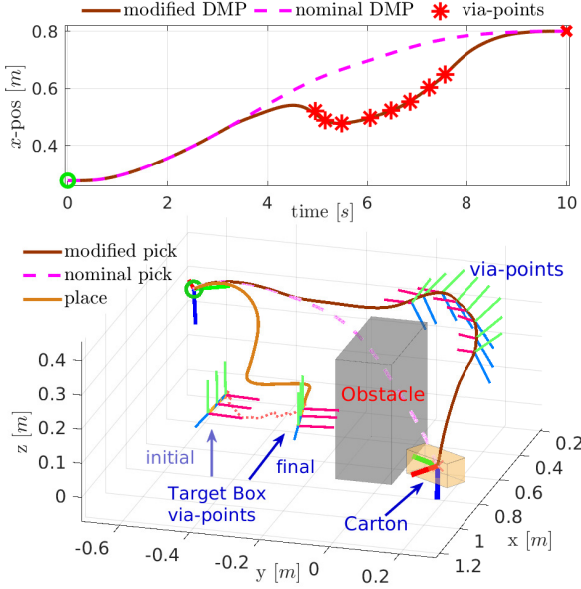 modified DMP nominal DMP via-points
0.8
0.6
0.4
x-pos [m]
0 2 4 6 8 10
time [s]
modified pick
nominal pick
place
via-points
Obstacle
0.4
0.3
0.2
0.1
0
z [m]
initial
final
Target Box
via-points
Carton
-0.6
-0.4
-0.2
0
0.2
y [m]
0.2
0.4
0.6
0.8
1
1.2
x [m]